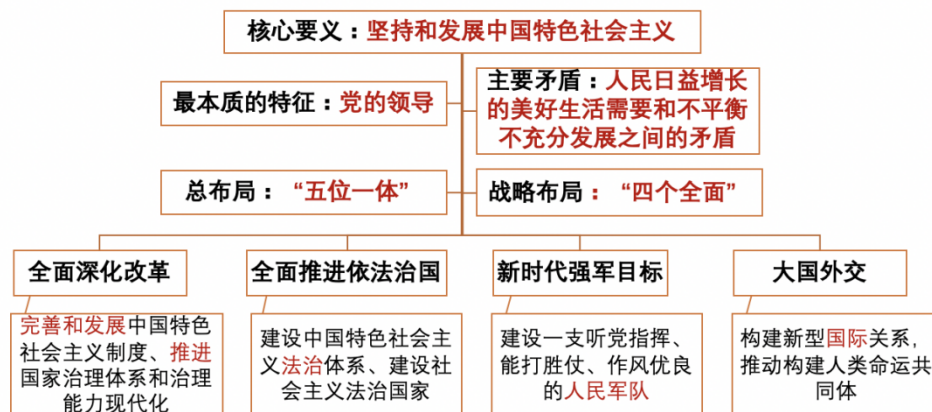 核心要义：坚持和发展中国特色社会主义
最本质的特征：党的领导
主要矛盾：人民日益增长
的美好生活需要和不平衡
不充分发展之间的矛盾
总布局： “五位一体”
战略布局： “四个全面”
全面深化改革
全面推进依法治国
新时代强军目标
大国外交
完善和发展中国特色
社会主义制度、推进
国家治理体系和治理
能力现代化
建设中国特色社会主
义法治体系、建设社
会主义法治国家
建设一支听党指挥、
能打胜仗、作风优良
的人民军队
构建新型国际关系，
推动构建人类命运共
同体